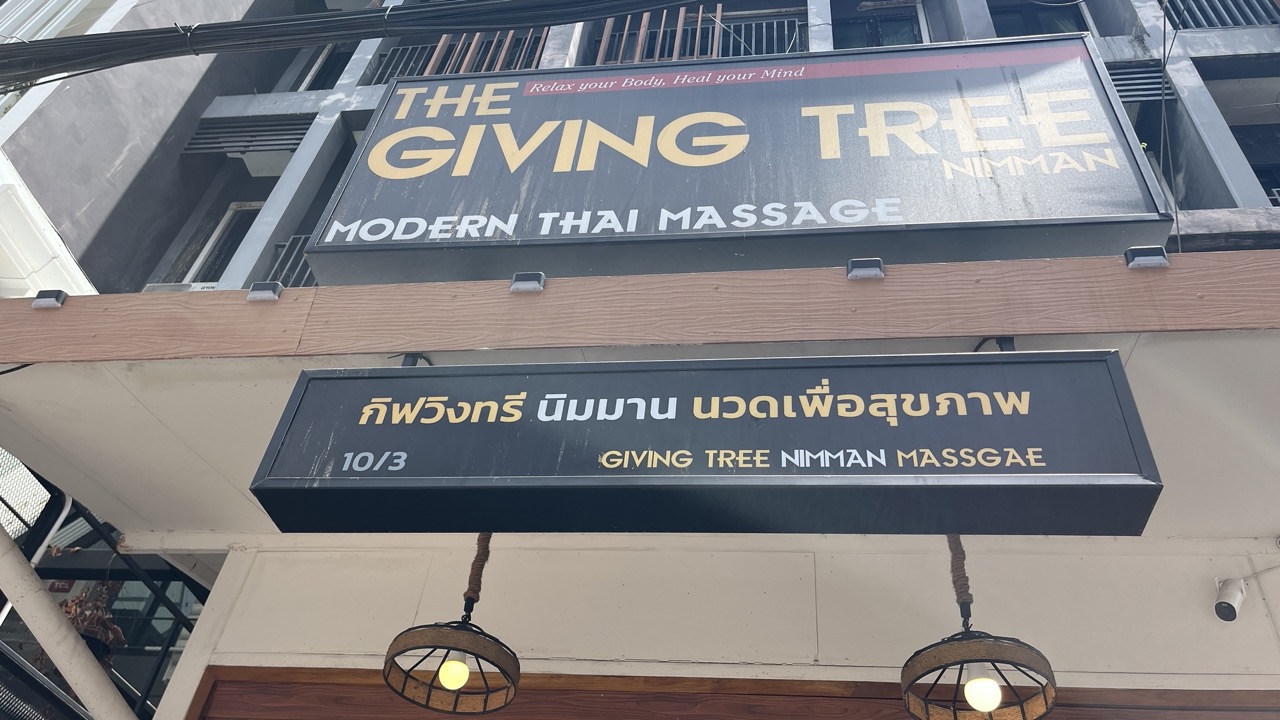 Relax your Body, Heal your Mind
THE
GIVING TREE
NIMMAN
MODERN THAI MASSAGE
กิฟวิงทรี นิมมาน นวดเพื่อสุขภาพ
10/3 GIVING TREE NIMMAN MASSGAE
TCL